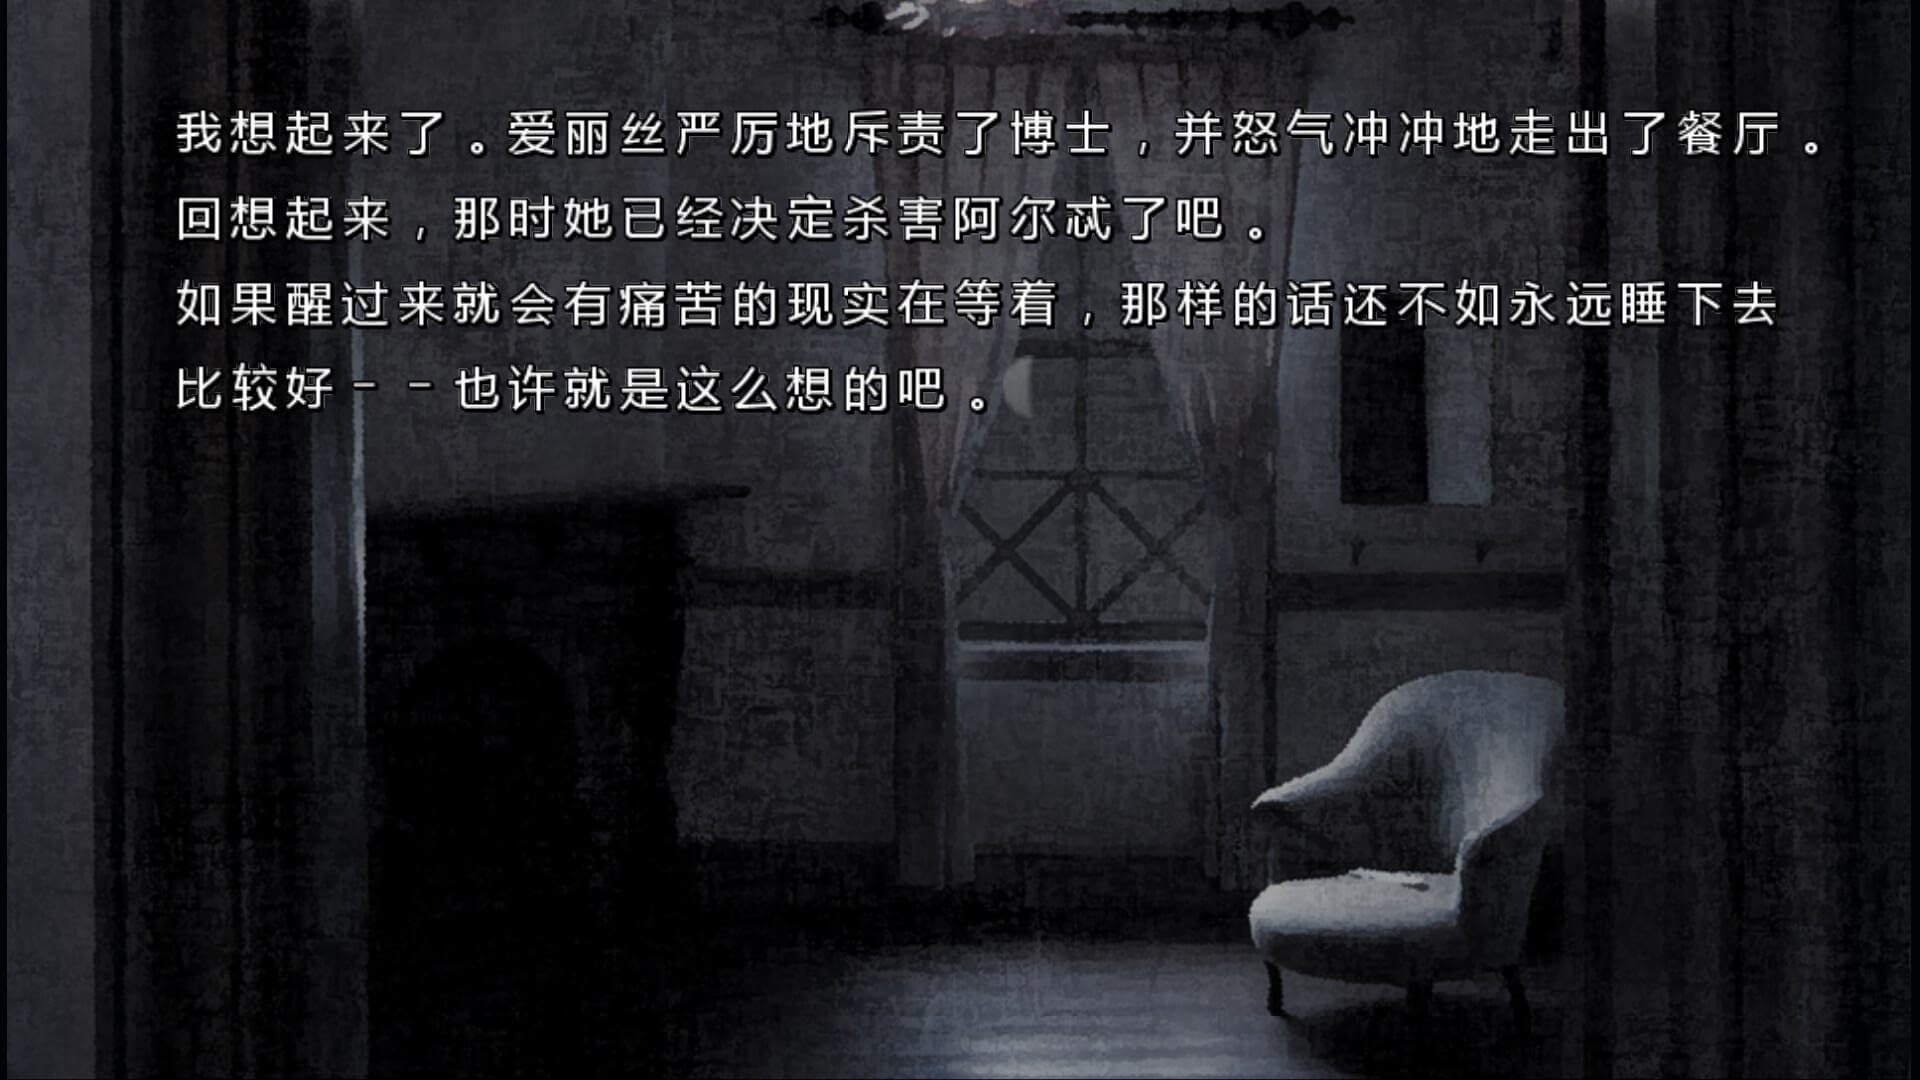 我想起来了。爱丽丝严厉地斥责了博士，并怒气冲冲地走出了餐厅。
回想起来，那时她已经决定杀害阿尔忒了吧。
如果醒过来就会有痛苦的现实在等着，那样的话还不如永远睡下去
比较好－－也许就是这么想的吧。